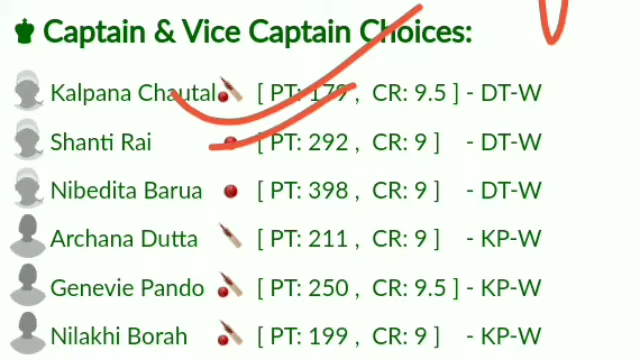 Captain & Vice Captain Choices:
Kalpana Chautal [ PT: 179 , CR: 9.5 ] - DT-W
Shanti Rai [ PT: 292 , CR: 9 ] - DT-W
Nibedita Barua [ PT: 398 , CR: 9 ] - DT-W
Archana Dutta [ PT: 211 , CR: 9 ] - KP-W
Genevie Pando [ PT: 250 , CR: 9.5 ] - KP-W
Nilakhi Borah [ PT: 199 , CR: 9 ] - KP-W